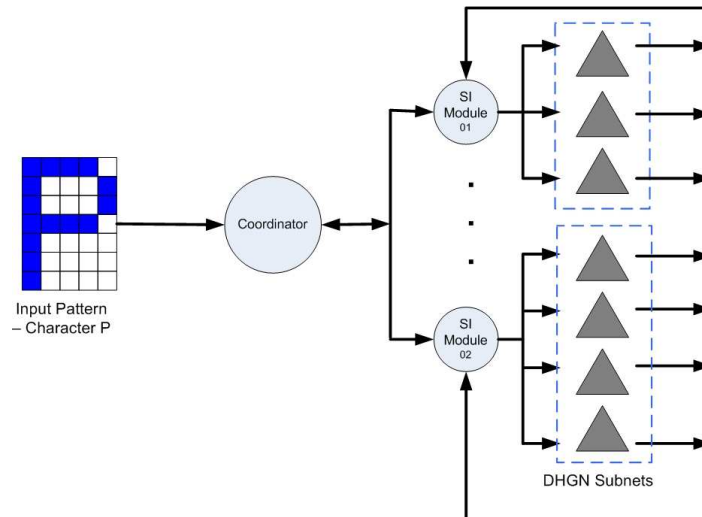 SI
Module
01
Coordinator
Input Pattern
– Character P
SI
Module
02
DHGN Subnets